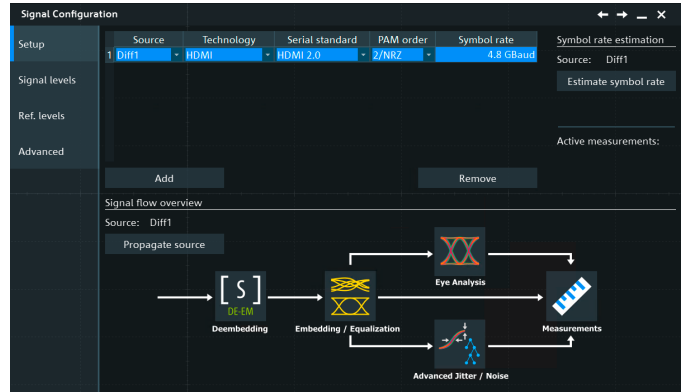 Signal Configuration
Setup
Signal levels
Ref. levels
Advanced
Source Technology Serial standard PAM order Symbol rate
1 Diff1 HDMI HDMI 2.0 2/NRZ 4.8 GBaud
Add
Remove
Symbol rate estimation
Source: Diff1
Estimate symbol rate
Active measurements:
Signal flow overview
Source: Diff1
Propagate source
[S]
DE-EM
Deembedding
Embedding / Equalization
Eye Analysis
Advanced Jitter / Noise
Measurements